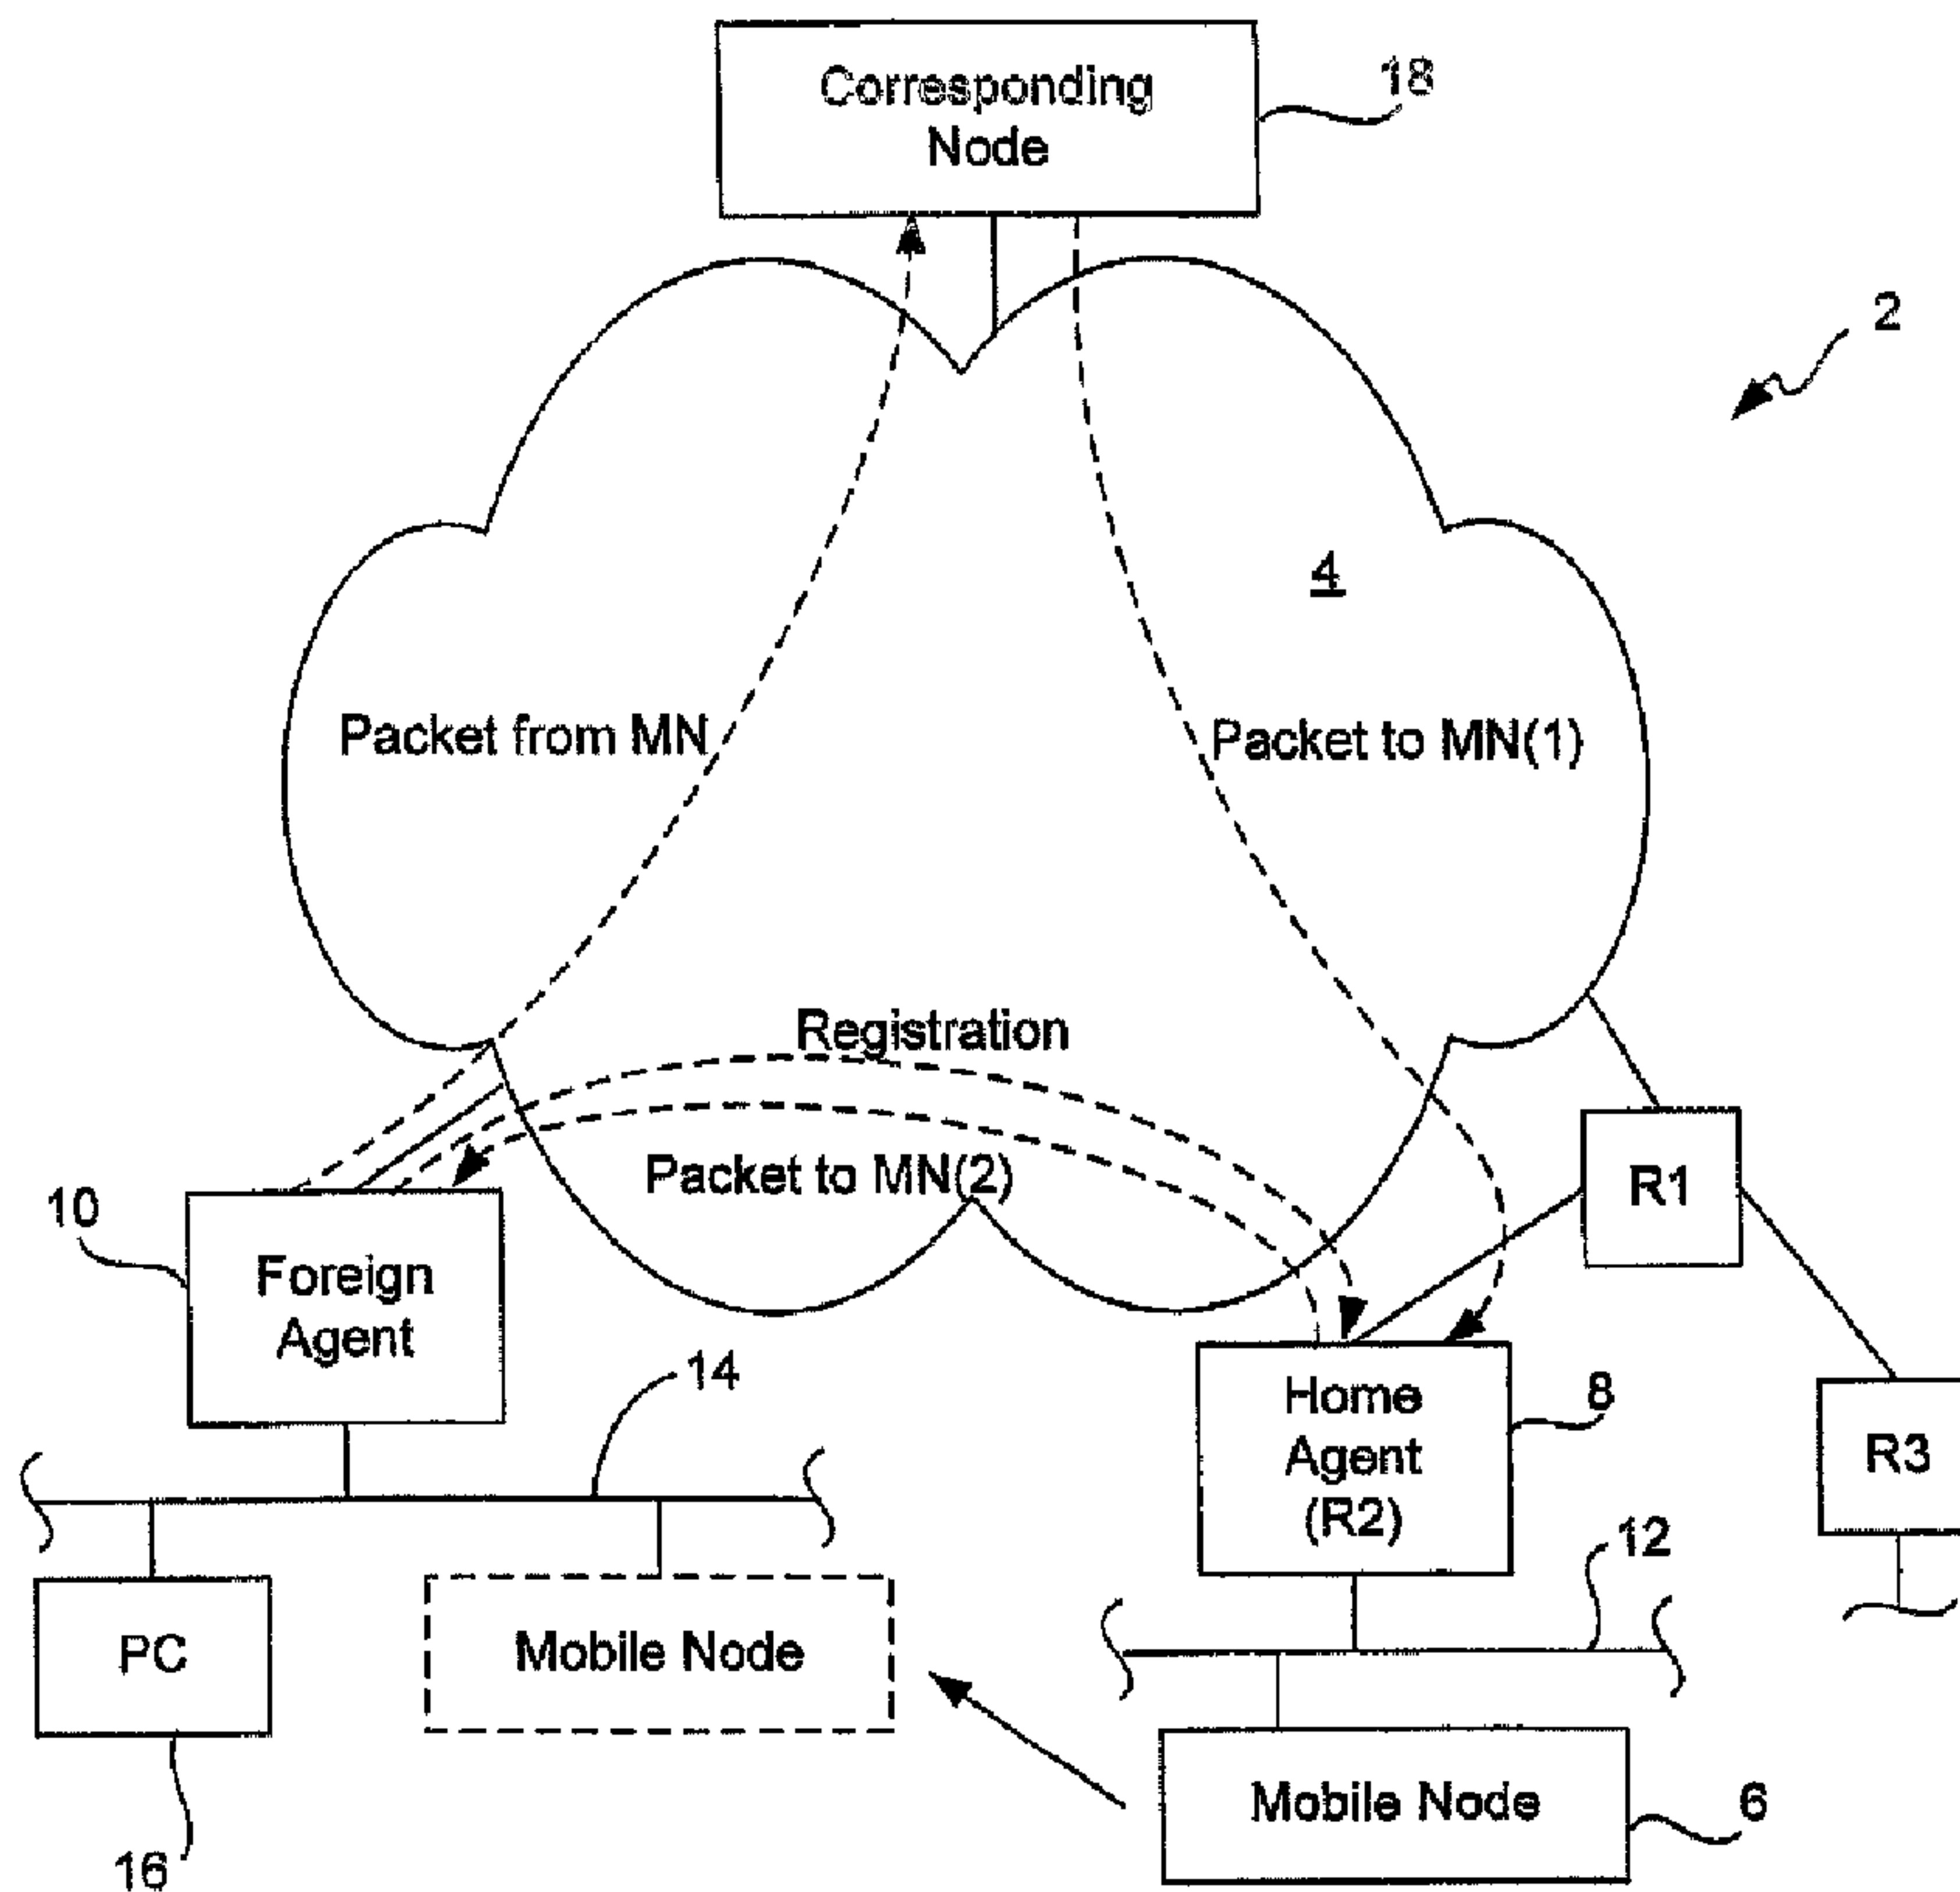 Corresponding
Node
18
2
4
Packet from MN
Packet to MN(1)
Registration
Packet to MN(2)
R1
10
Foreign
Agent
14
Home
Agent
(R2)
8
R3
12
PC
Mobile Node
Mobile Node
6
16